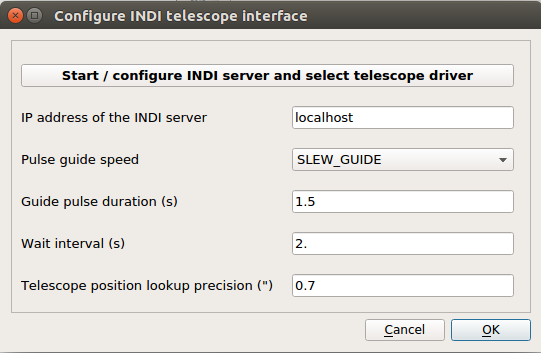 Configure INDI telescope interface
Start / configure INDI server and select telescope driver
IP address of the INDI server
localhost
Pulse guide speed
SLEW_GUIDE
Guide pulse duration (s)
1.5
Wait interval (s)
2.
Telescope position lookup precision (")
0.7
Cancel
OK